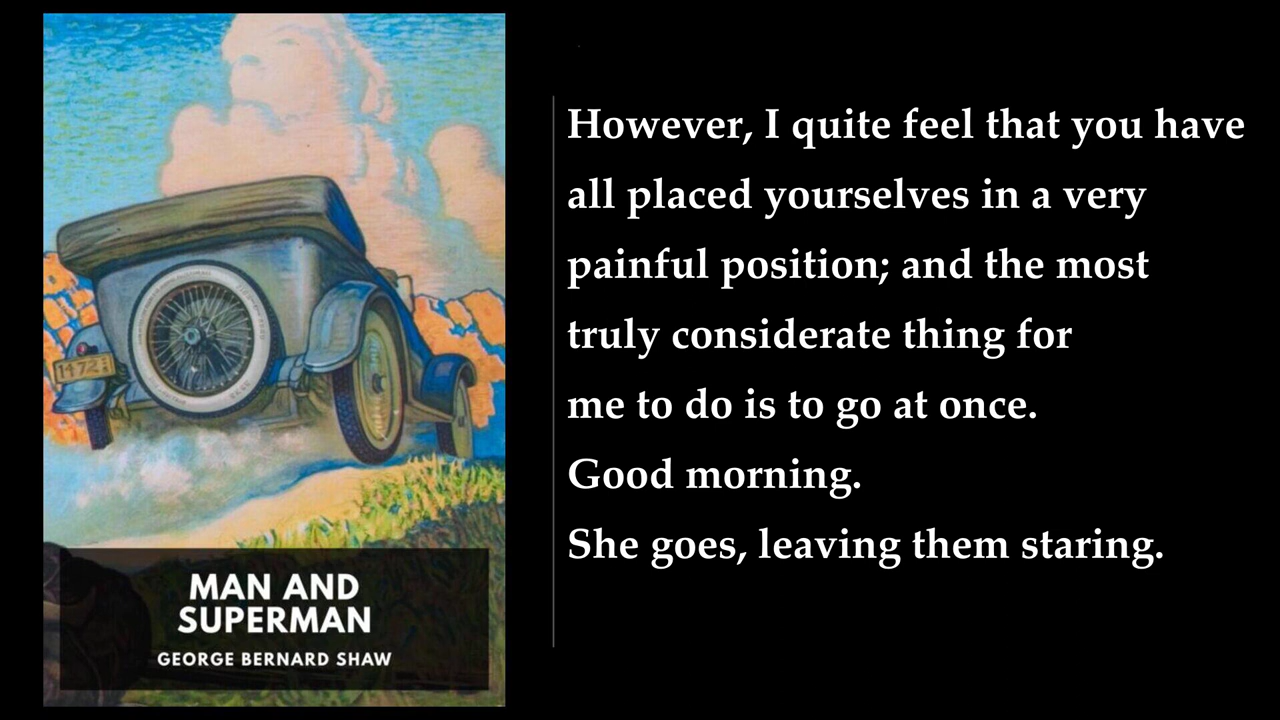 However, I quite feel that you have
all placed yourselves in a very
painful position; and the most
truly considerate thing for
me to do is to go at once.
Good morning.
She goes, leaving them staring.
1472
MAN AND
SUPERMAN
GEORGE BERNARD SHAW